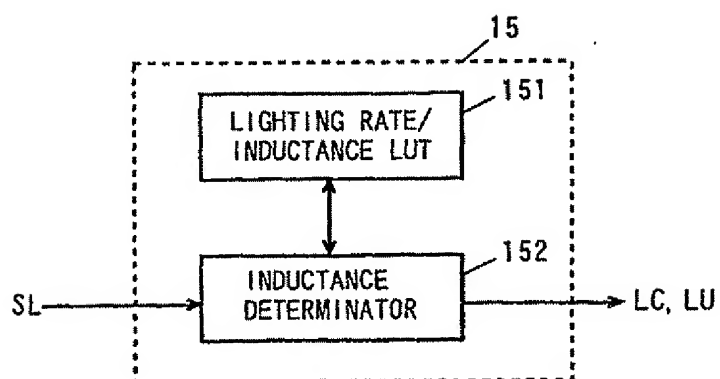 15
151
LIGHTING RATE/
INDUCTANCE LUT
152
INDUCTANCE
DETERMINATOR
SL
LC, LU